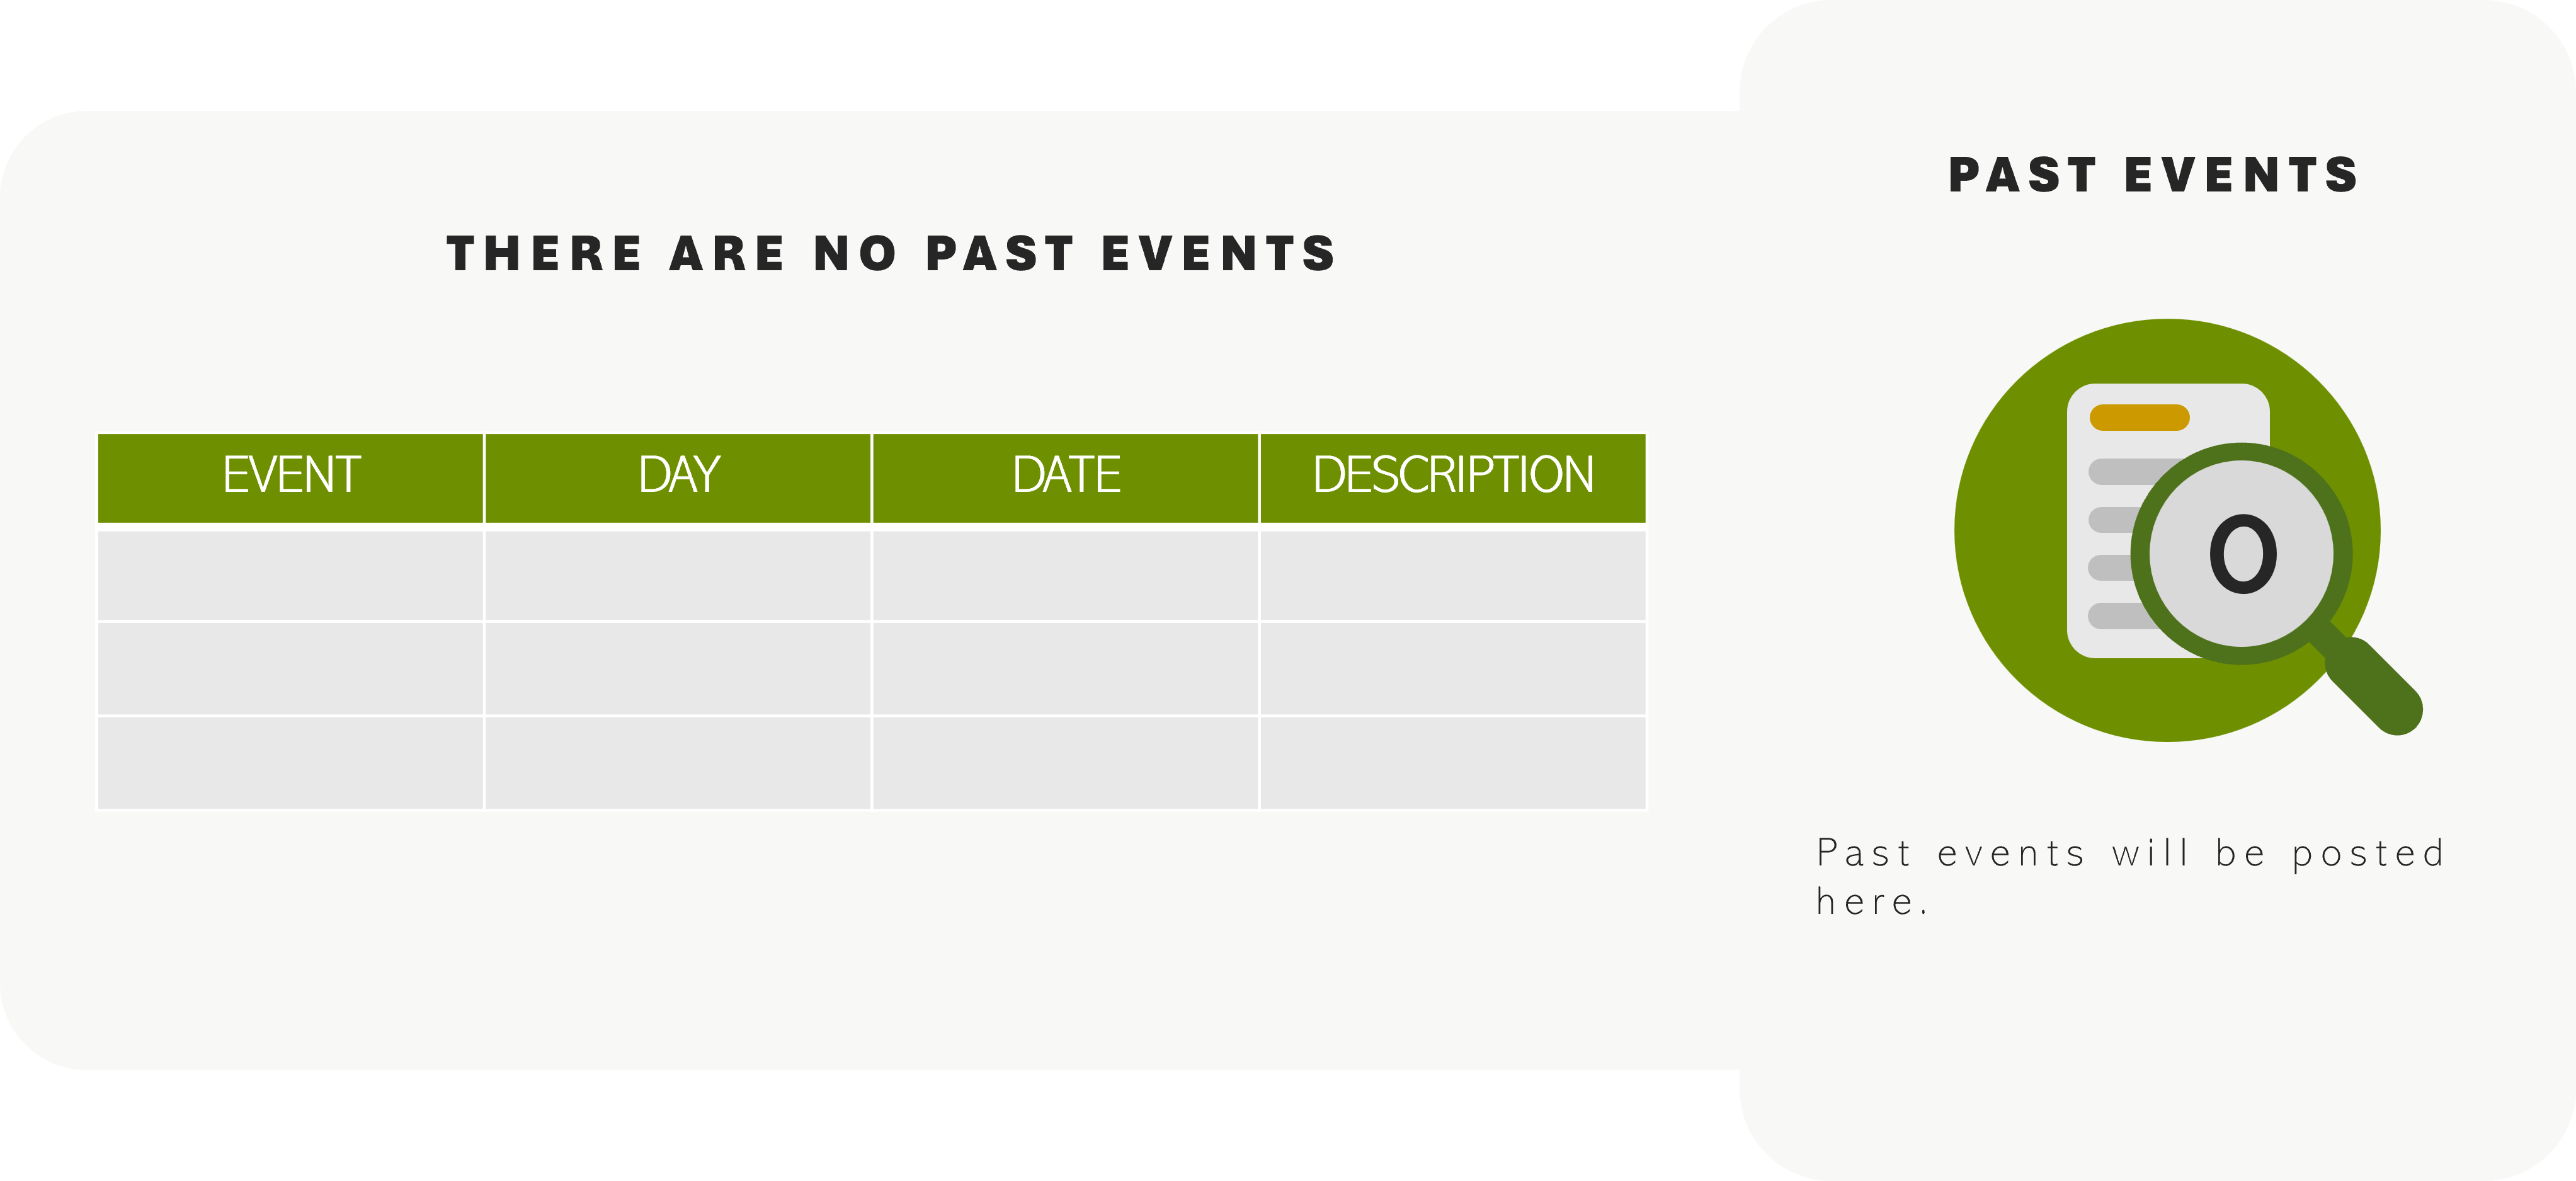 THERE ARE NO PAST EVENTS
EVENT DAY DATE DESCRIPTION
PAST EVENTS
0
Past events will be posted
here.